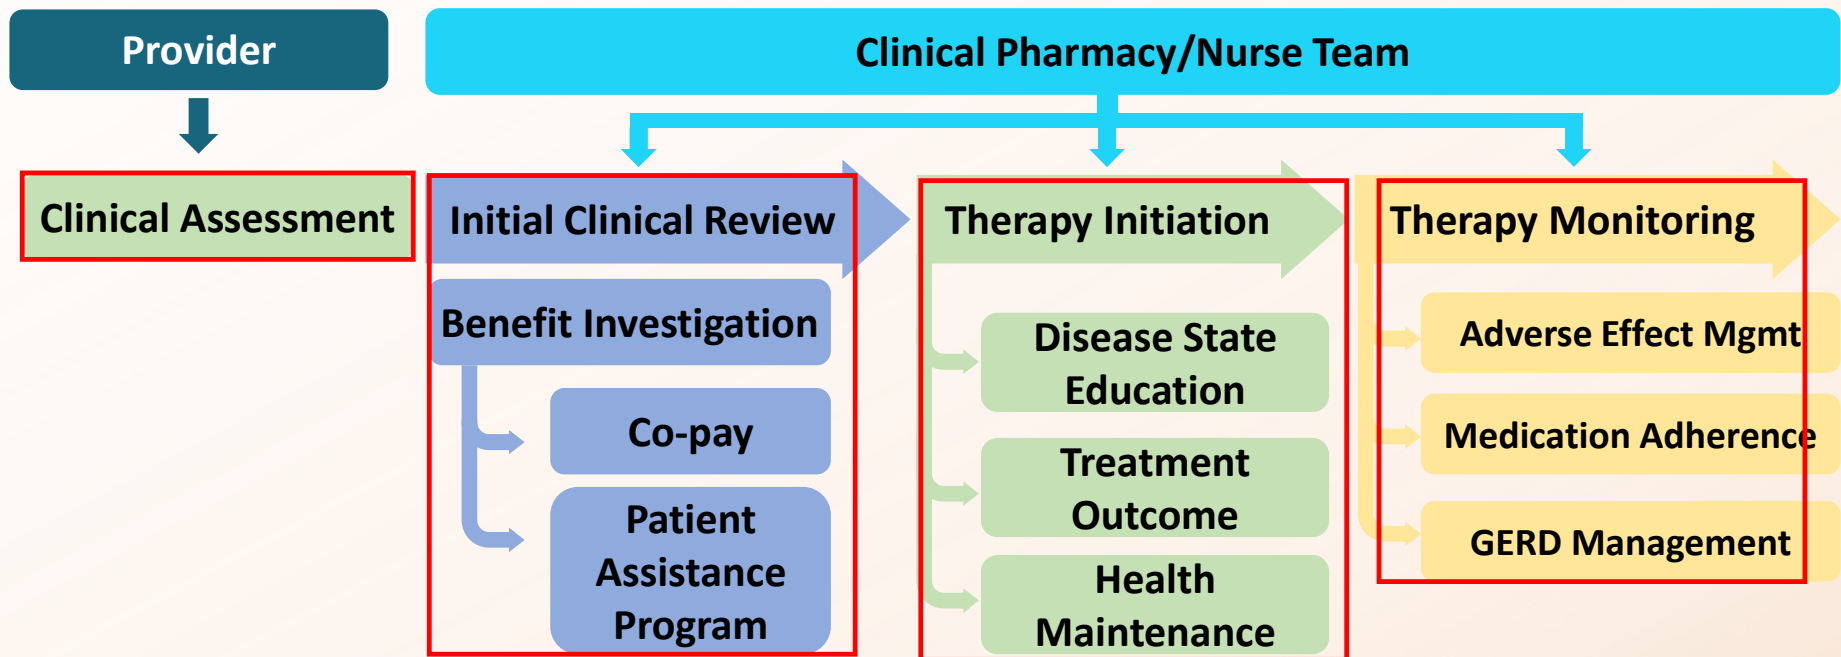 Provider
Clinical Pharmacy/Nurse Team
Clinical Assessment
Initial Clinical Review
Benefit Investigation
Co-pay
Patient
Assistance
Program
Therapy Initiation
Disease State
Education
Treatment
Outcome
Health
Maintenance
Therapy Monitoring
Adverse Effect Mgmt
Medication Adherence
GERD Management